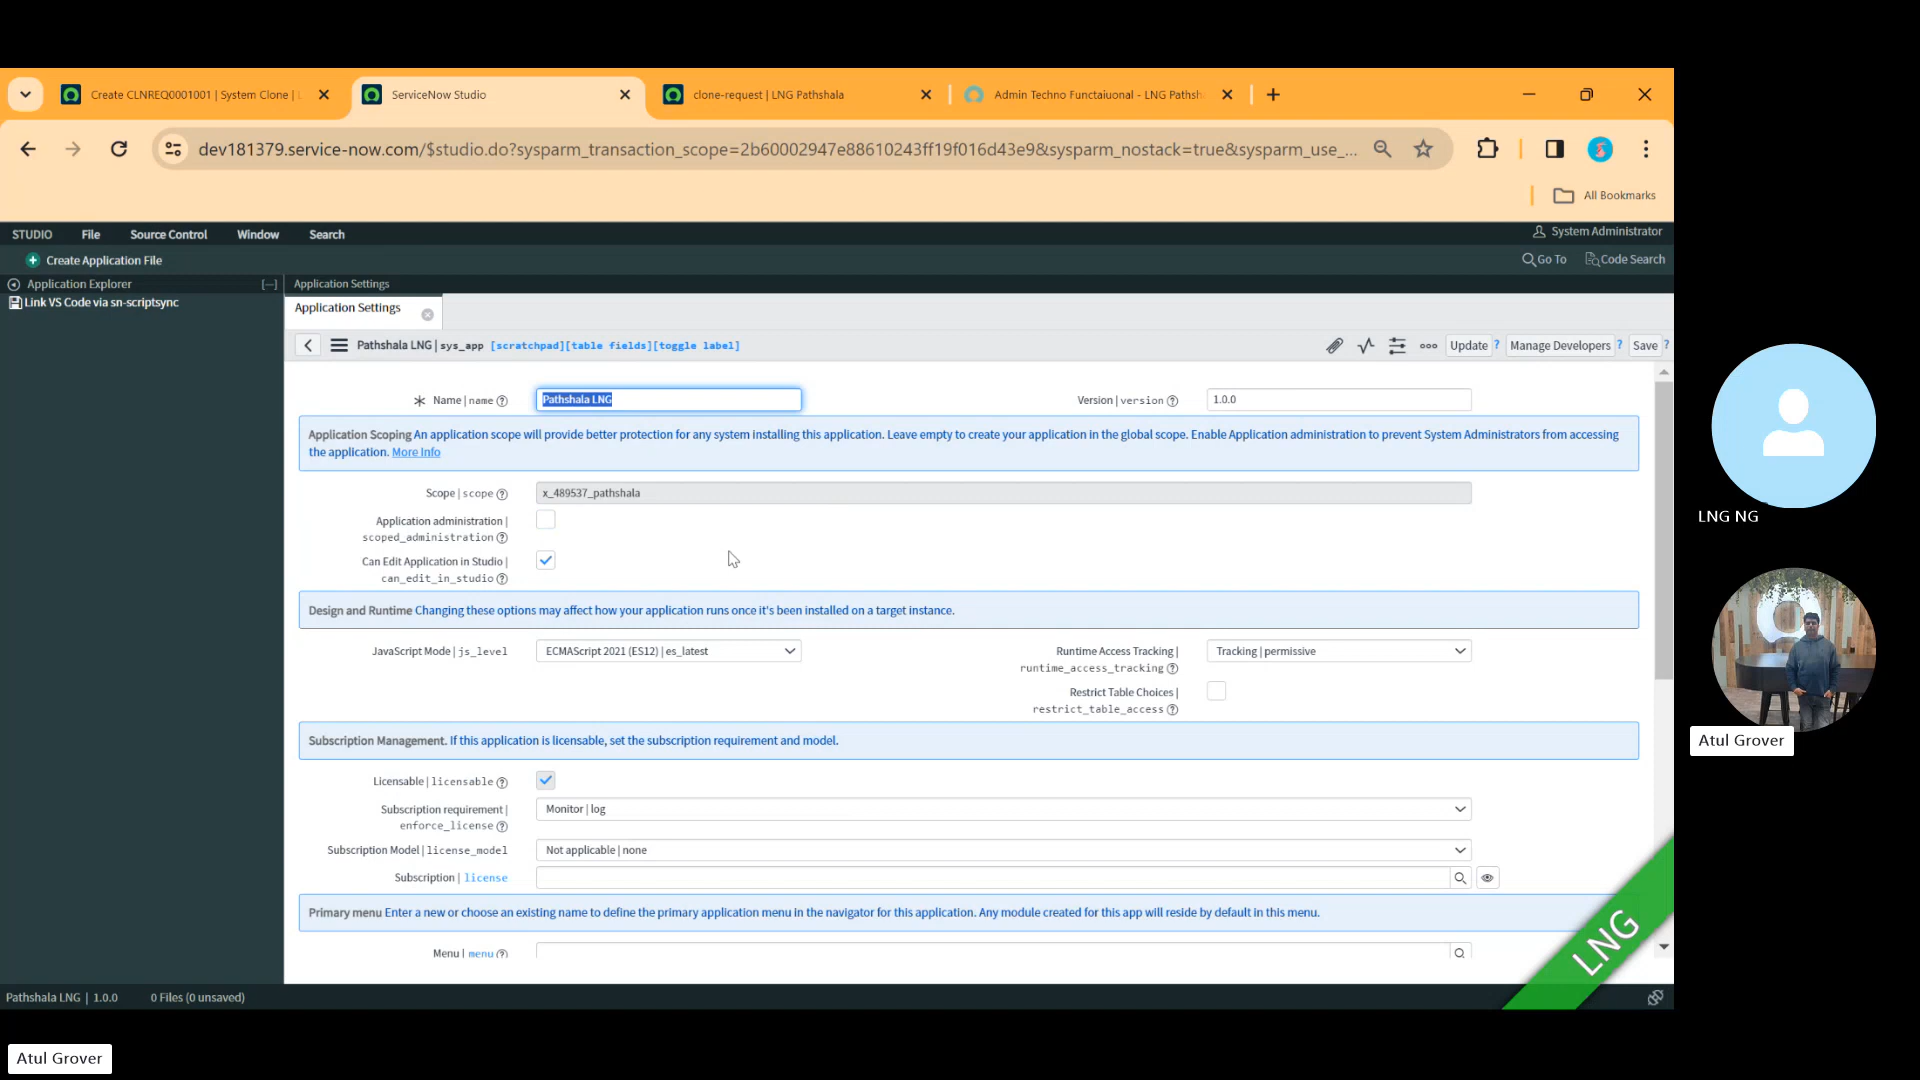 Create CLNREQ0001001 | System Clone |
ServiceNow Studio
clone-request | LNG Pathshala
Admin Techno Functaiuonal - LNG Pathsh
dev181379.service-now.com/$studio.do?sysparm_transaction_scope=2b60002947e88610243ff19f016d43e9&sysparm_nostack=true&sysparm_use_...
All Bookmarks
STUDIO File Source Control Window Search
System Administrator
Create Application File
Go To Code Search
Application Explorer [—]
Application Settings
Link VS Code via sn-scriptsync
Application Settings
Pathshala LNG | sys_app [scratchpad][table fields][toggle label]
Update ? Manage Developers ? Save ?
Name | name
Pathshala LNG
Version | version
1.0.0
Application Scoping An application scope will provide better protection for any system installing this application. Leave empty to create your application in the global scope. Enable Application administration to prevent System Administrators from accessing
the application. More Info
Scope | scope
x_489537_pathshala
Application administration |
scoped_administration
Can Edit Application in Studio |
can_edit_in_studio
Design and Runtime Changing these options may affect how your application runs once it's been installed on a target instance.
JavaScript Mode | js_level
ECMAScript 2021 (ES12) | es_latest
Runtime Access Tracking |
runtime_access_tracking
Tracking | permissive
Restrict Table Choices |
restrict_table_access
Subscription Management. If this application is licensable, set the subscription requirement and model.
Licensable | licensable
Subscription requirement |
enforce_license
Monitor | log
Subscription Model | license_model
Not applicable | none
Subscription | license
Primary menu Enter a new or choose an existing name to define the primary application menu in the navigator for this application. Any module created for this app will reside by default in this menu.
Menu | menu
LNG
Pathshala LNG | 1.0.0 0 Files (0 unsaved)
LNG NG
Atul Grover
Atul Grover